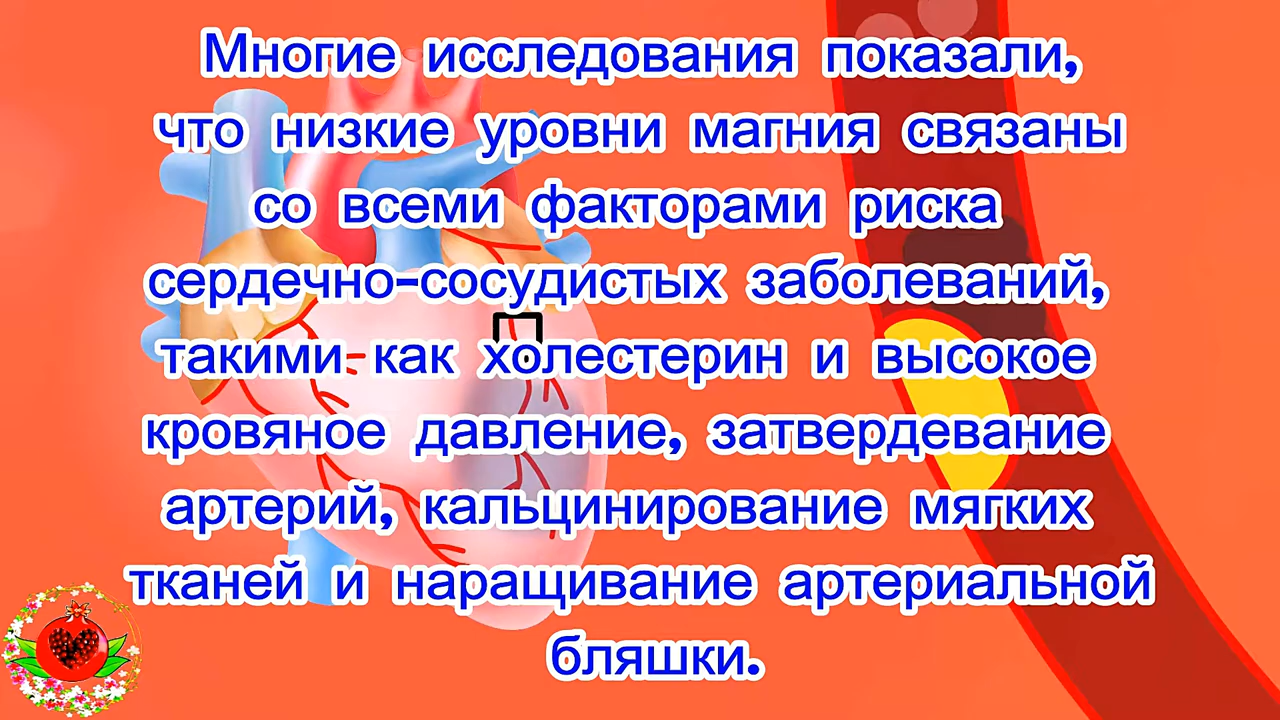 Многие исследования показали,
что низкие уровни магния связаны
со всеми факторами риска
сердечно-сосудистых заболеваний,
такими как холестерин и высокое
кровяное давление, затвердевание
артерий, кальцинирование мягких
тканей и наращивание артериальной
бляшки.